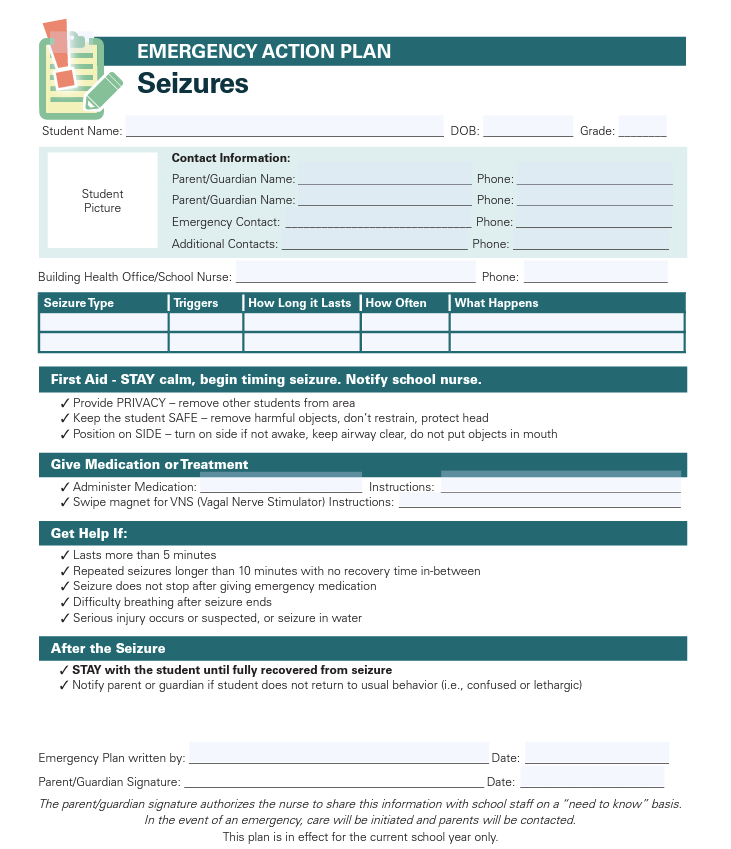 EMERGENCY ACTION PLAN
Seizures
Student Name: DOB: Grade: ________
Student
Picture
Contact Information:
Parent/Guardian Name: Phone:
Parent/Guardian Name: Phone:
Emergency Contact: Phone:
Additional Contacts: Phone:
Building Health Office/School Nurse: Phone:
Seizure Type Triggers How Long it Lasts How Often What Happens
First Aid - STAY calm, begin timing seizure. Notify school nurse.
✓ Provide PRIVACY – remove other students from area
✓ Keep the student SAFE – remove harmful objects, don't restrain, protect head
✓ Position on SIDE – turn on side if not awake, keep airway clear, do not put objects in mouth
Give Medication or Treatment
✓ Administer Medication: Instructions:
✓ Swipe magnet for VNS (Vagal Nerve Stimulator) Instructions:
Get Help If:
✓ Lasts more than 5 minutes
✓ Repeated seizures longer than 10 minutes with no recovery time in-between
✓ Seizure does not stop after giving emergency medication
✓ Difficulty breathing after seizure ends
✓ Serious injury occurs or suspected, or seizure in water
After the Seizure
✓ STAY with the student until fully recovered from seizure
✓ Notify parent or guardian if student does not return to usual behavior (i.e., confused or lethargic)
Emergency Plan written by: Date:
Parent/Guardian Signature: Date:
The parent/guardian signature authorizes the nurse to share this information with school staff on a "need to know" basis.
In the event of an emergency, care will be initiated and parents will be contacted.
This plan is in effect for the current school year only.